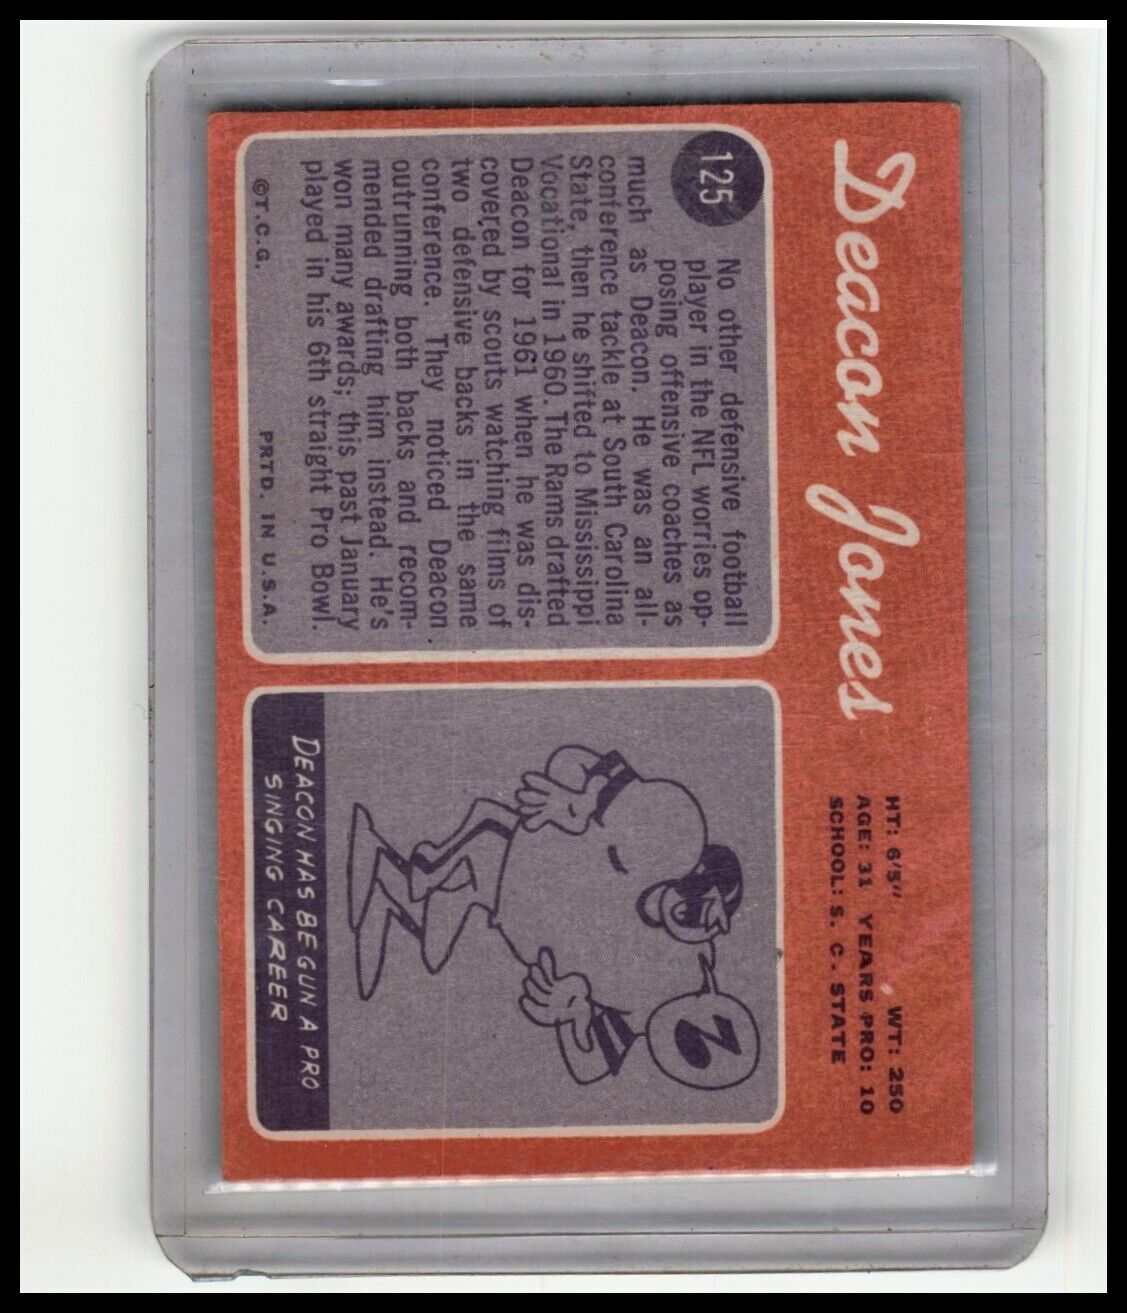 Deacon Jones
HT: 6'5" WT: 250
AGE: 31 YEARS PRO: 10
SCHOOL: S. C. STATE
125
No other defensive football
player in the NFL worries op-
posing offensive coaches as
much as Deacon. He was an all-
conference tackle at South Carolina
State, then he shifted to Mississippi
Vocational in 1960. The Rams drafted
Deacon for 1961 when he was dis-
covered by scouts watching films of
two defensive backs in the same
conference. They noticed Deacon
outrunning both backs and recom-
mended drafting him instead. He's
won many awards; this past January
played in his 6th straight Pro Bowl.
©T.C.G. PRTD. IN U.S.A.
Z
DEACON HAS BEGUN A PRO
SINGING CAREER